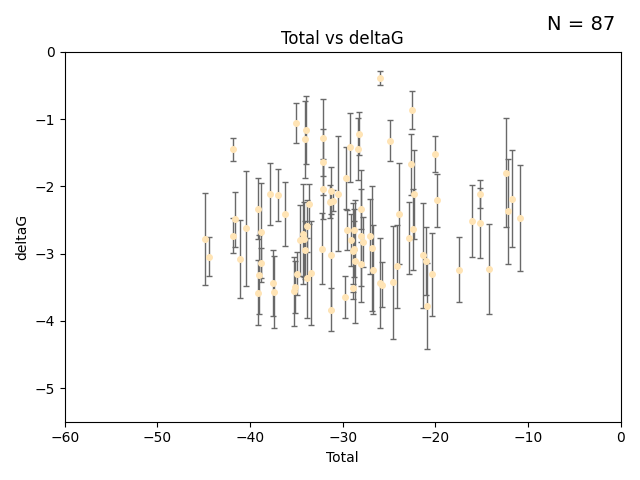 N = 87
Total vs deltaG
deltaG
0
−1
−2
−3
−4
−5
−60 −50 −40 −30 −20 −10 0
Total